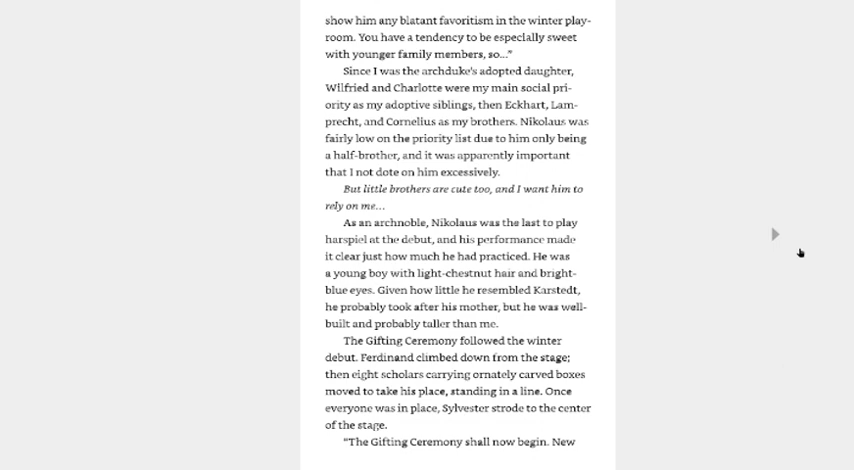 show him any blatant favoritism in the winter play-
room. You have a tendency to be especially sweet
with younger family members, so...”
Since I was the archduke's adopted daughter,
Wilfried and Charlotte were my main social pri-
ority as my adoptive siblings, then Eckhart, Lam-
precht, and Cornelius as my brothers. Nikolaus was
fairly low on the priority list due to him only being
a half-brother, and it was apparently important
that I not dote on him excessively.
But little brothers are cute too, and I want him to
rely on me...
As an archnoble, Nikolaus was the last to play
harspiel at the debut, and his performance made
it clear just how much he had practiced. He was
a young boy with light-chestnut hair and bright-
blue eyes. Given how little he resembled Karstedt,
he probably took after his mother, but he was well-
built and probably taller than me.
The Gifting Ceremony followed the winter
debut. Ferdinand climbed down from the stage;
then eight scholars carrying ornately carved boxes
moved to take his place, standing in a line. Once
everyone was in place, Sylvester strode to the center
of the stage.
“The Gifting Ceremony shall now begin. New